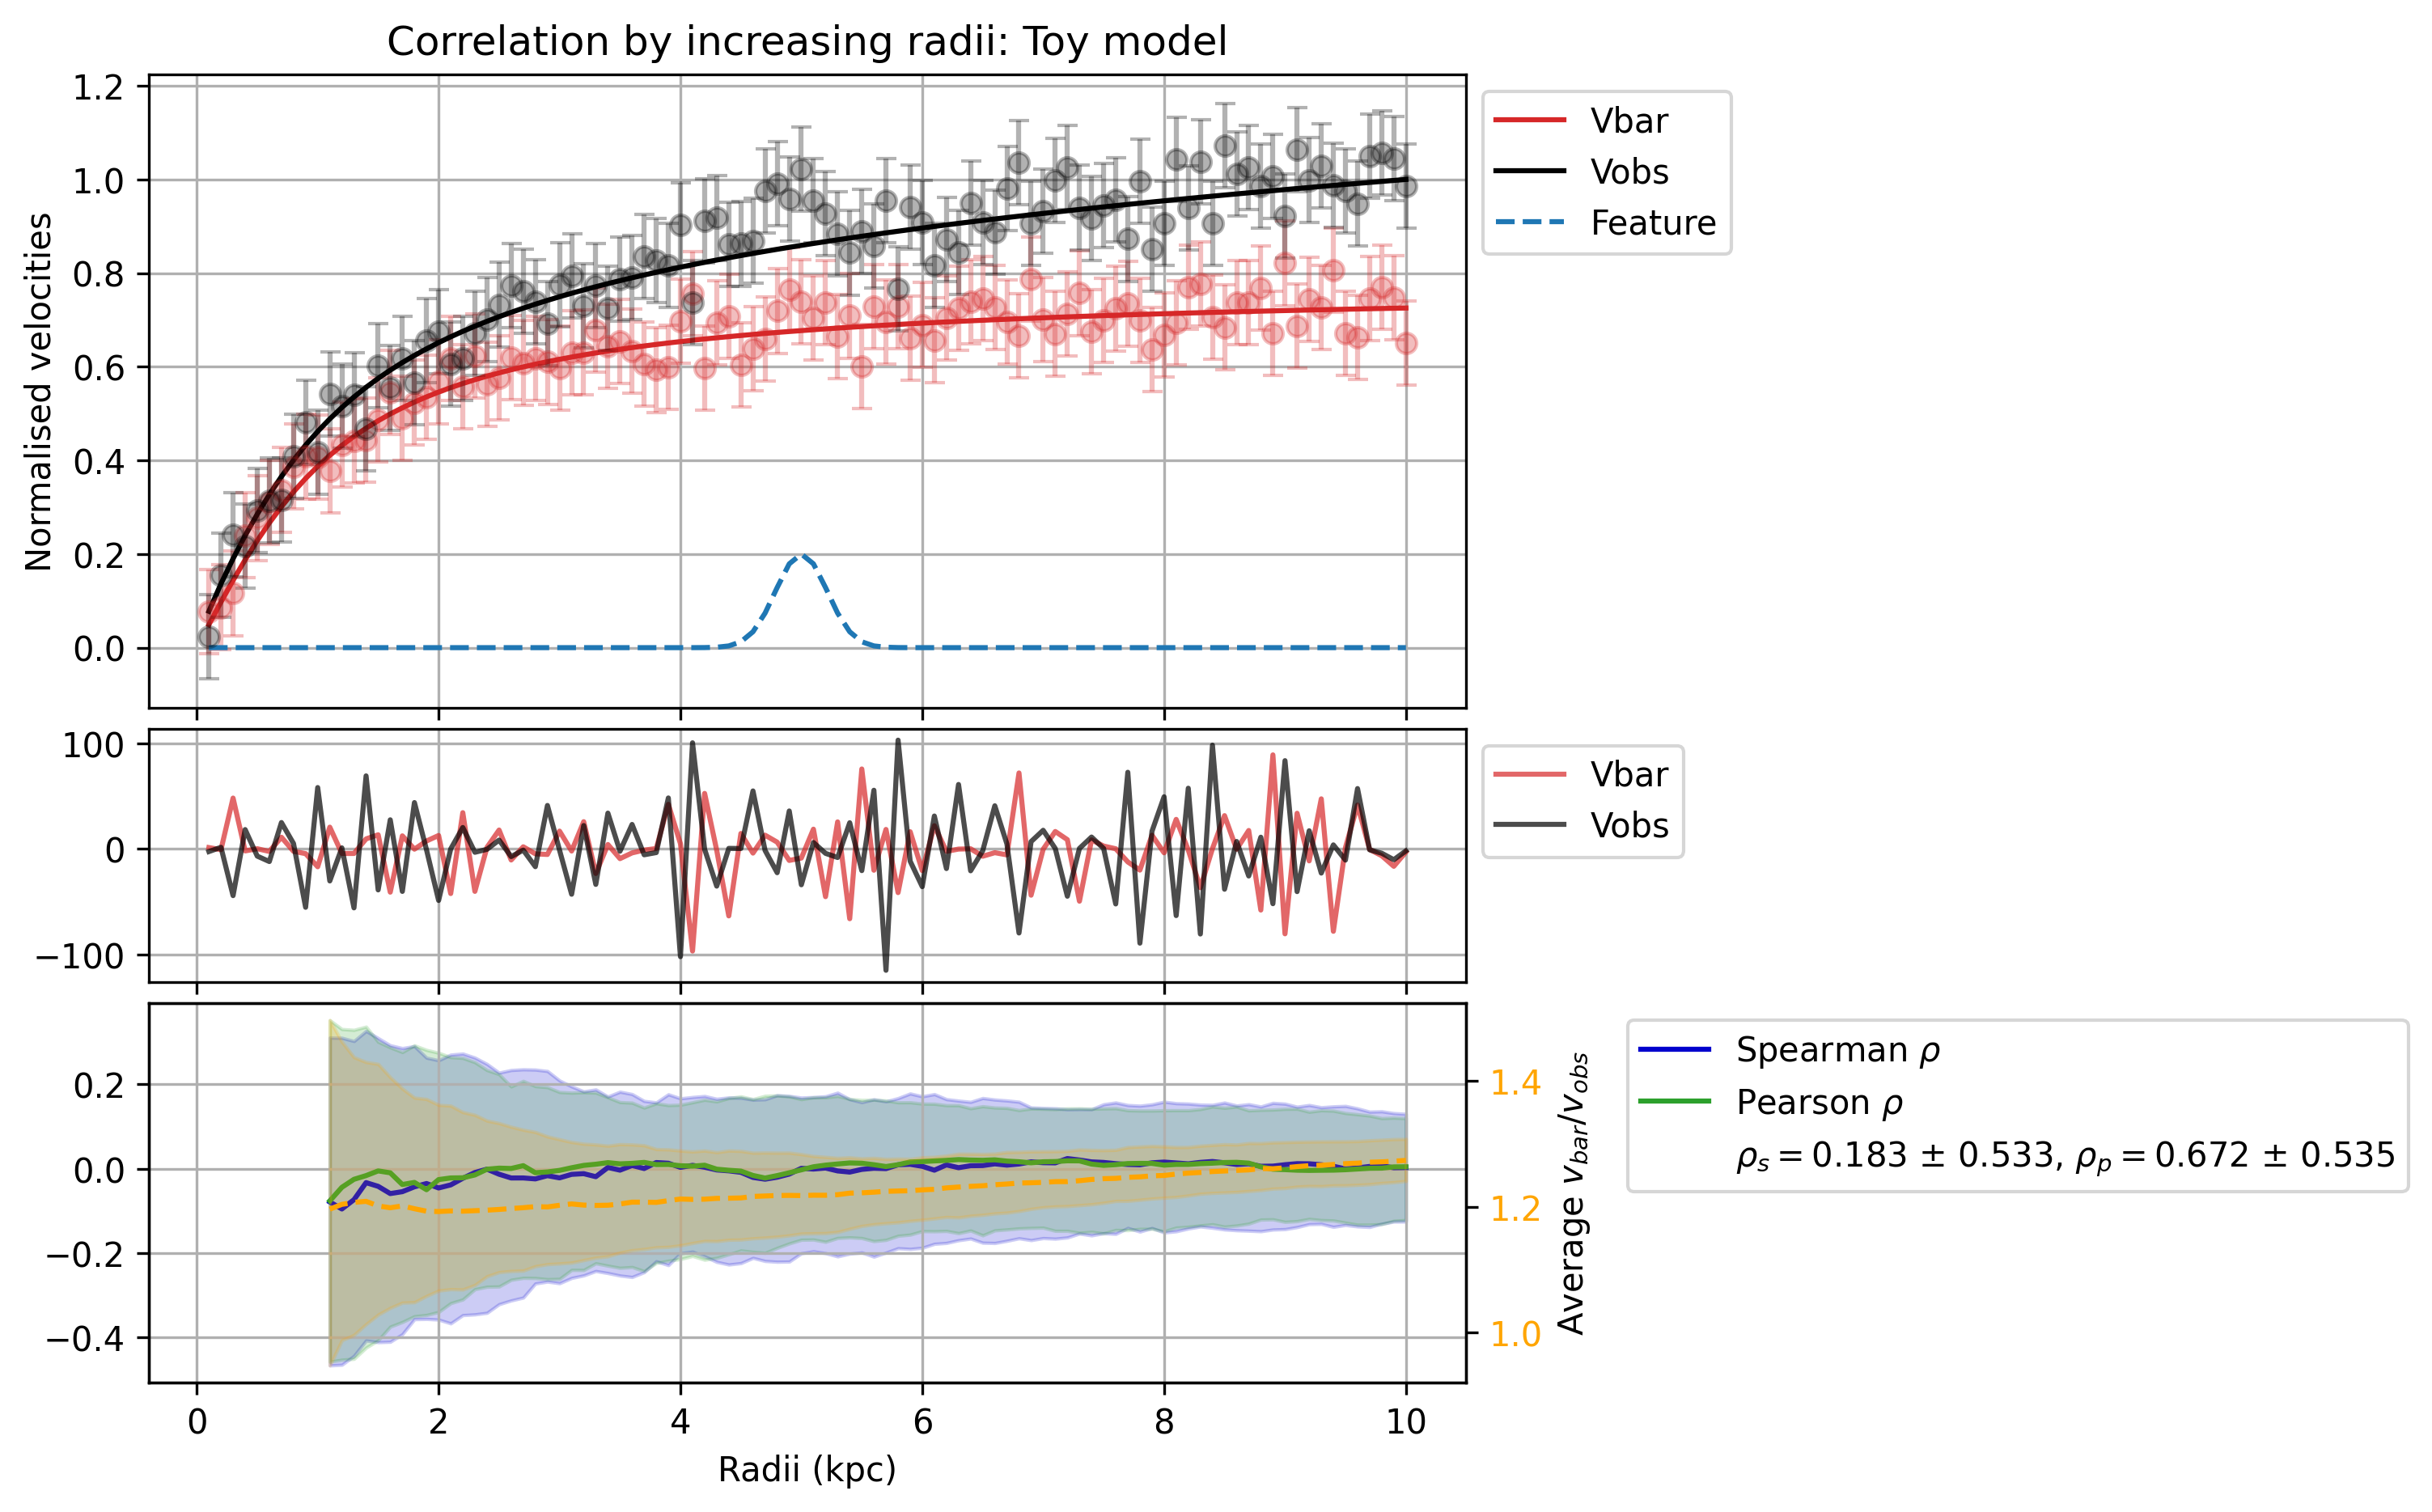 Correlation by increasing radii: Toy model
Normalised velocities
1.2
1.0
0.8
0.6
0.4
0.2
0.0
Vbar
Vobs
Feature
100
0
−100
Vbar
Vobs
0.2
0.0
−0.2
−0.4
1.4
1.2
1.0
Average v_bar/v_obs
Spearman ρ
Pearson ρ
ρ_s = 0.183 ± 0.533, ρ_p = 0.672 ± 0.535
0 2 4 6 8 10
Radii (kpc)